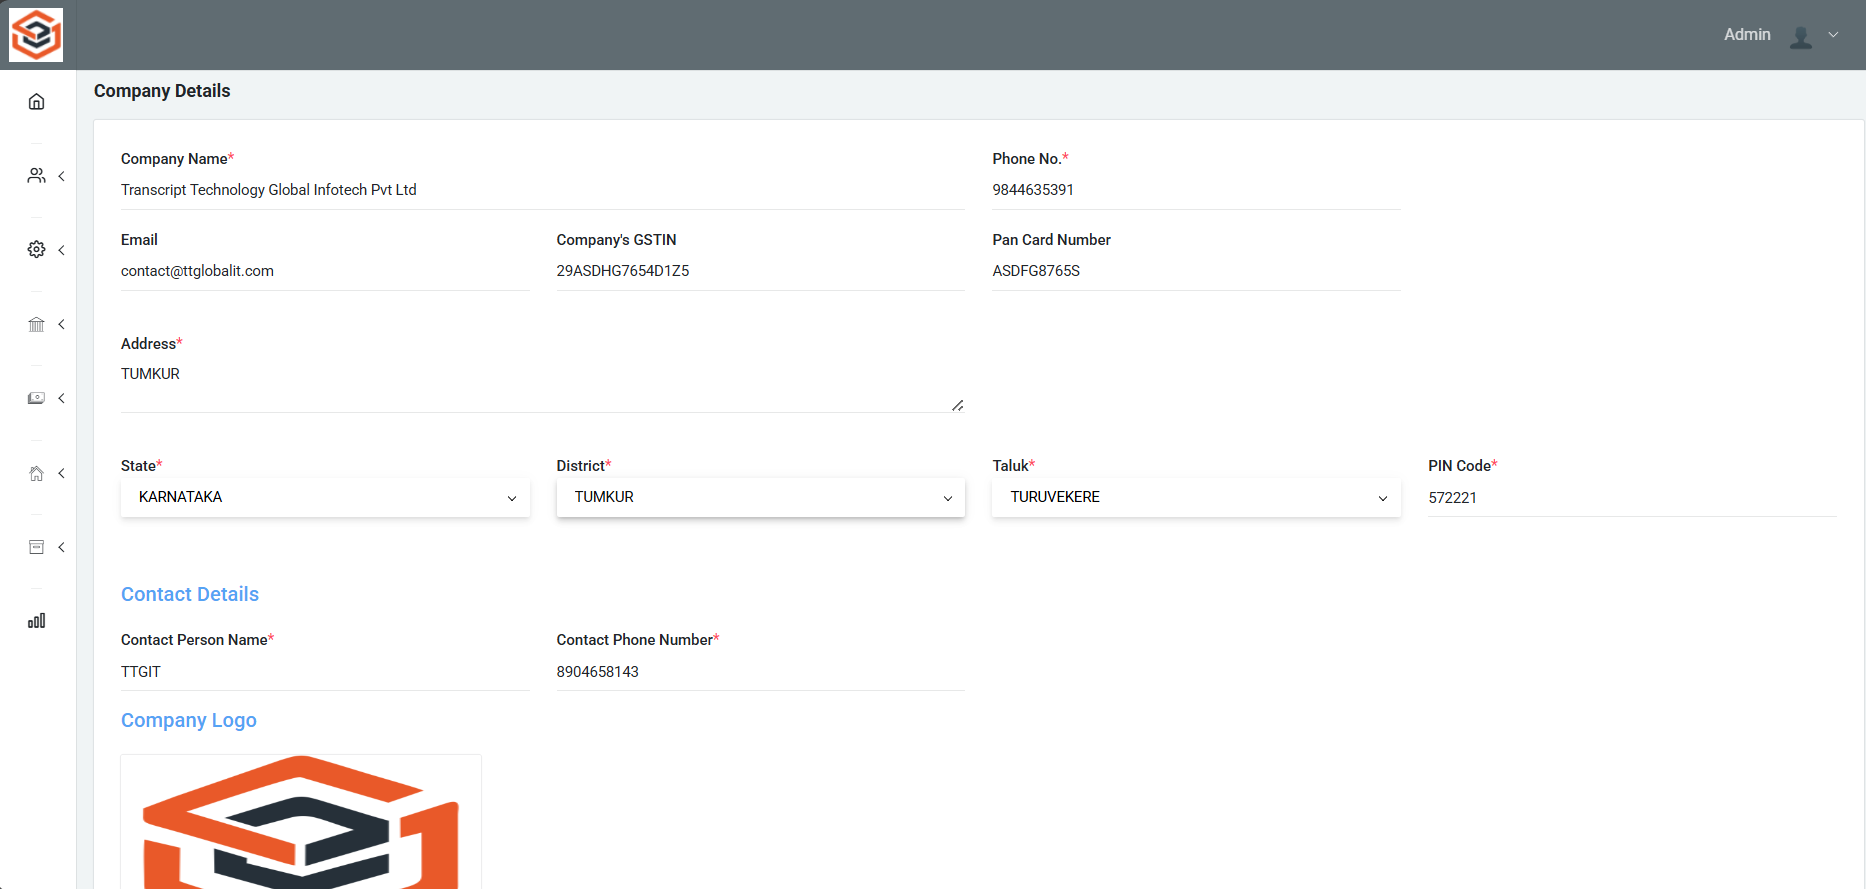 Admin
Company Details
Company Name* Phone No.*
Transcript Technology Global Infotech Pvt Ltd 9844635391
Email Company's GSTIN Pan Card Number
contact@ttglobalit.com 29ASDHG7654D1Z5 ASDFG8765S
Address*
TUMKUR
State* District* Taluk* PIN Code*
KARNATAKA TUMKUR TURUVEKERE 572221
Contact Details
Contact Person Name* Contact Phone Number*
TTGIT 8904658143
Company Logo